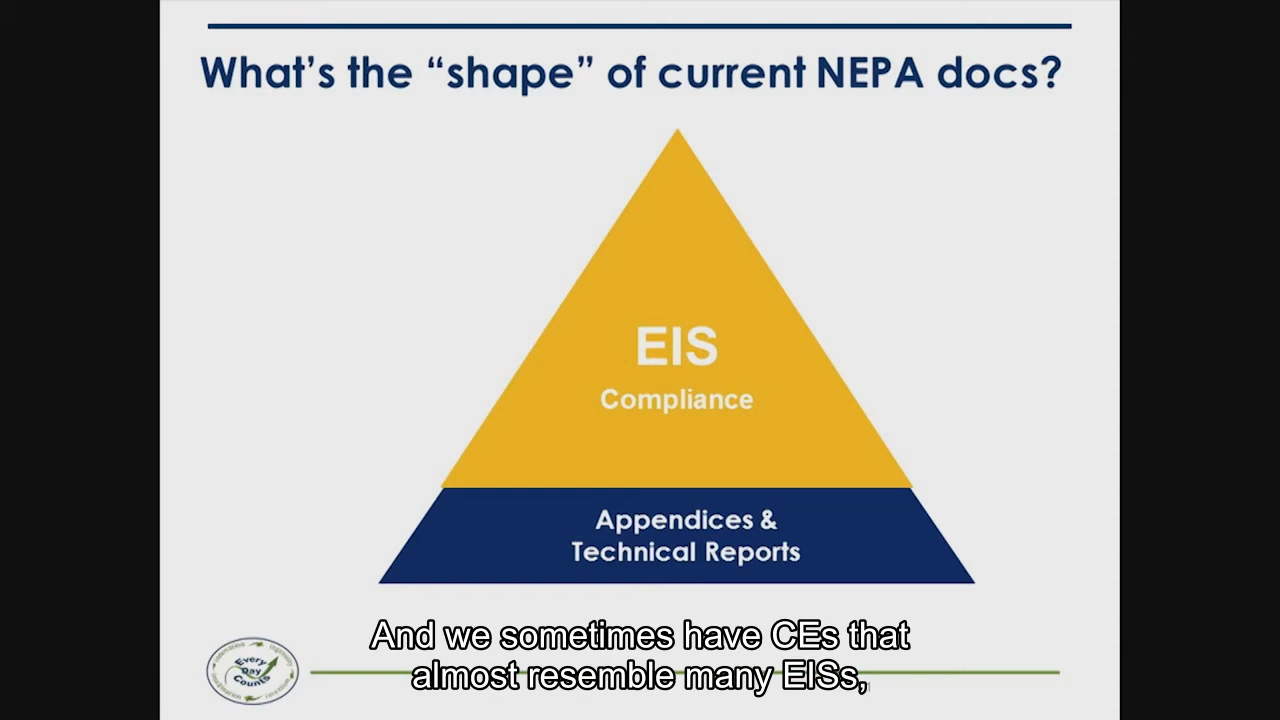 What's the “shape” of current NEPA docs?
EIS
Compliance
Appendices &
Technical Reports
And we sometimes have CEs that
almost resemble many EISs,
Every
Day
Counts